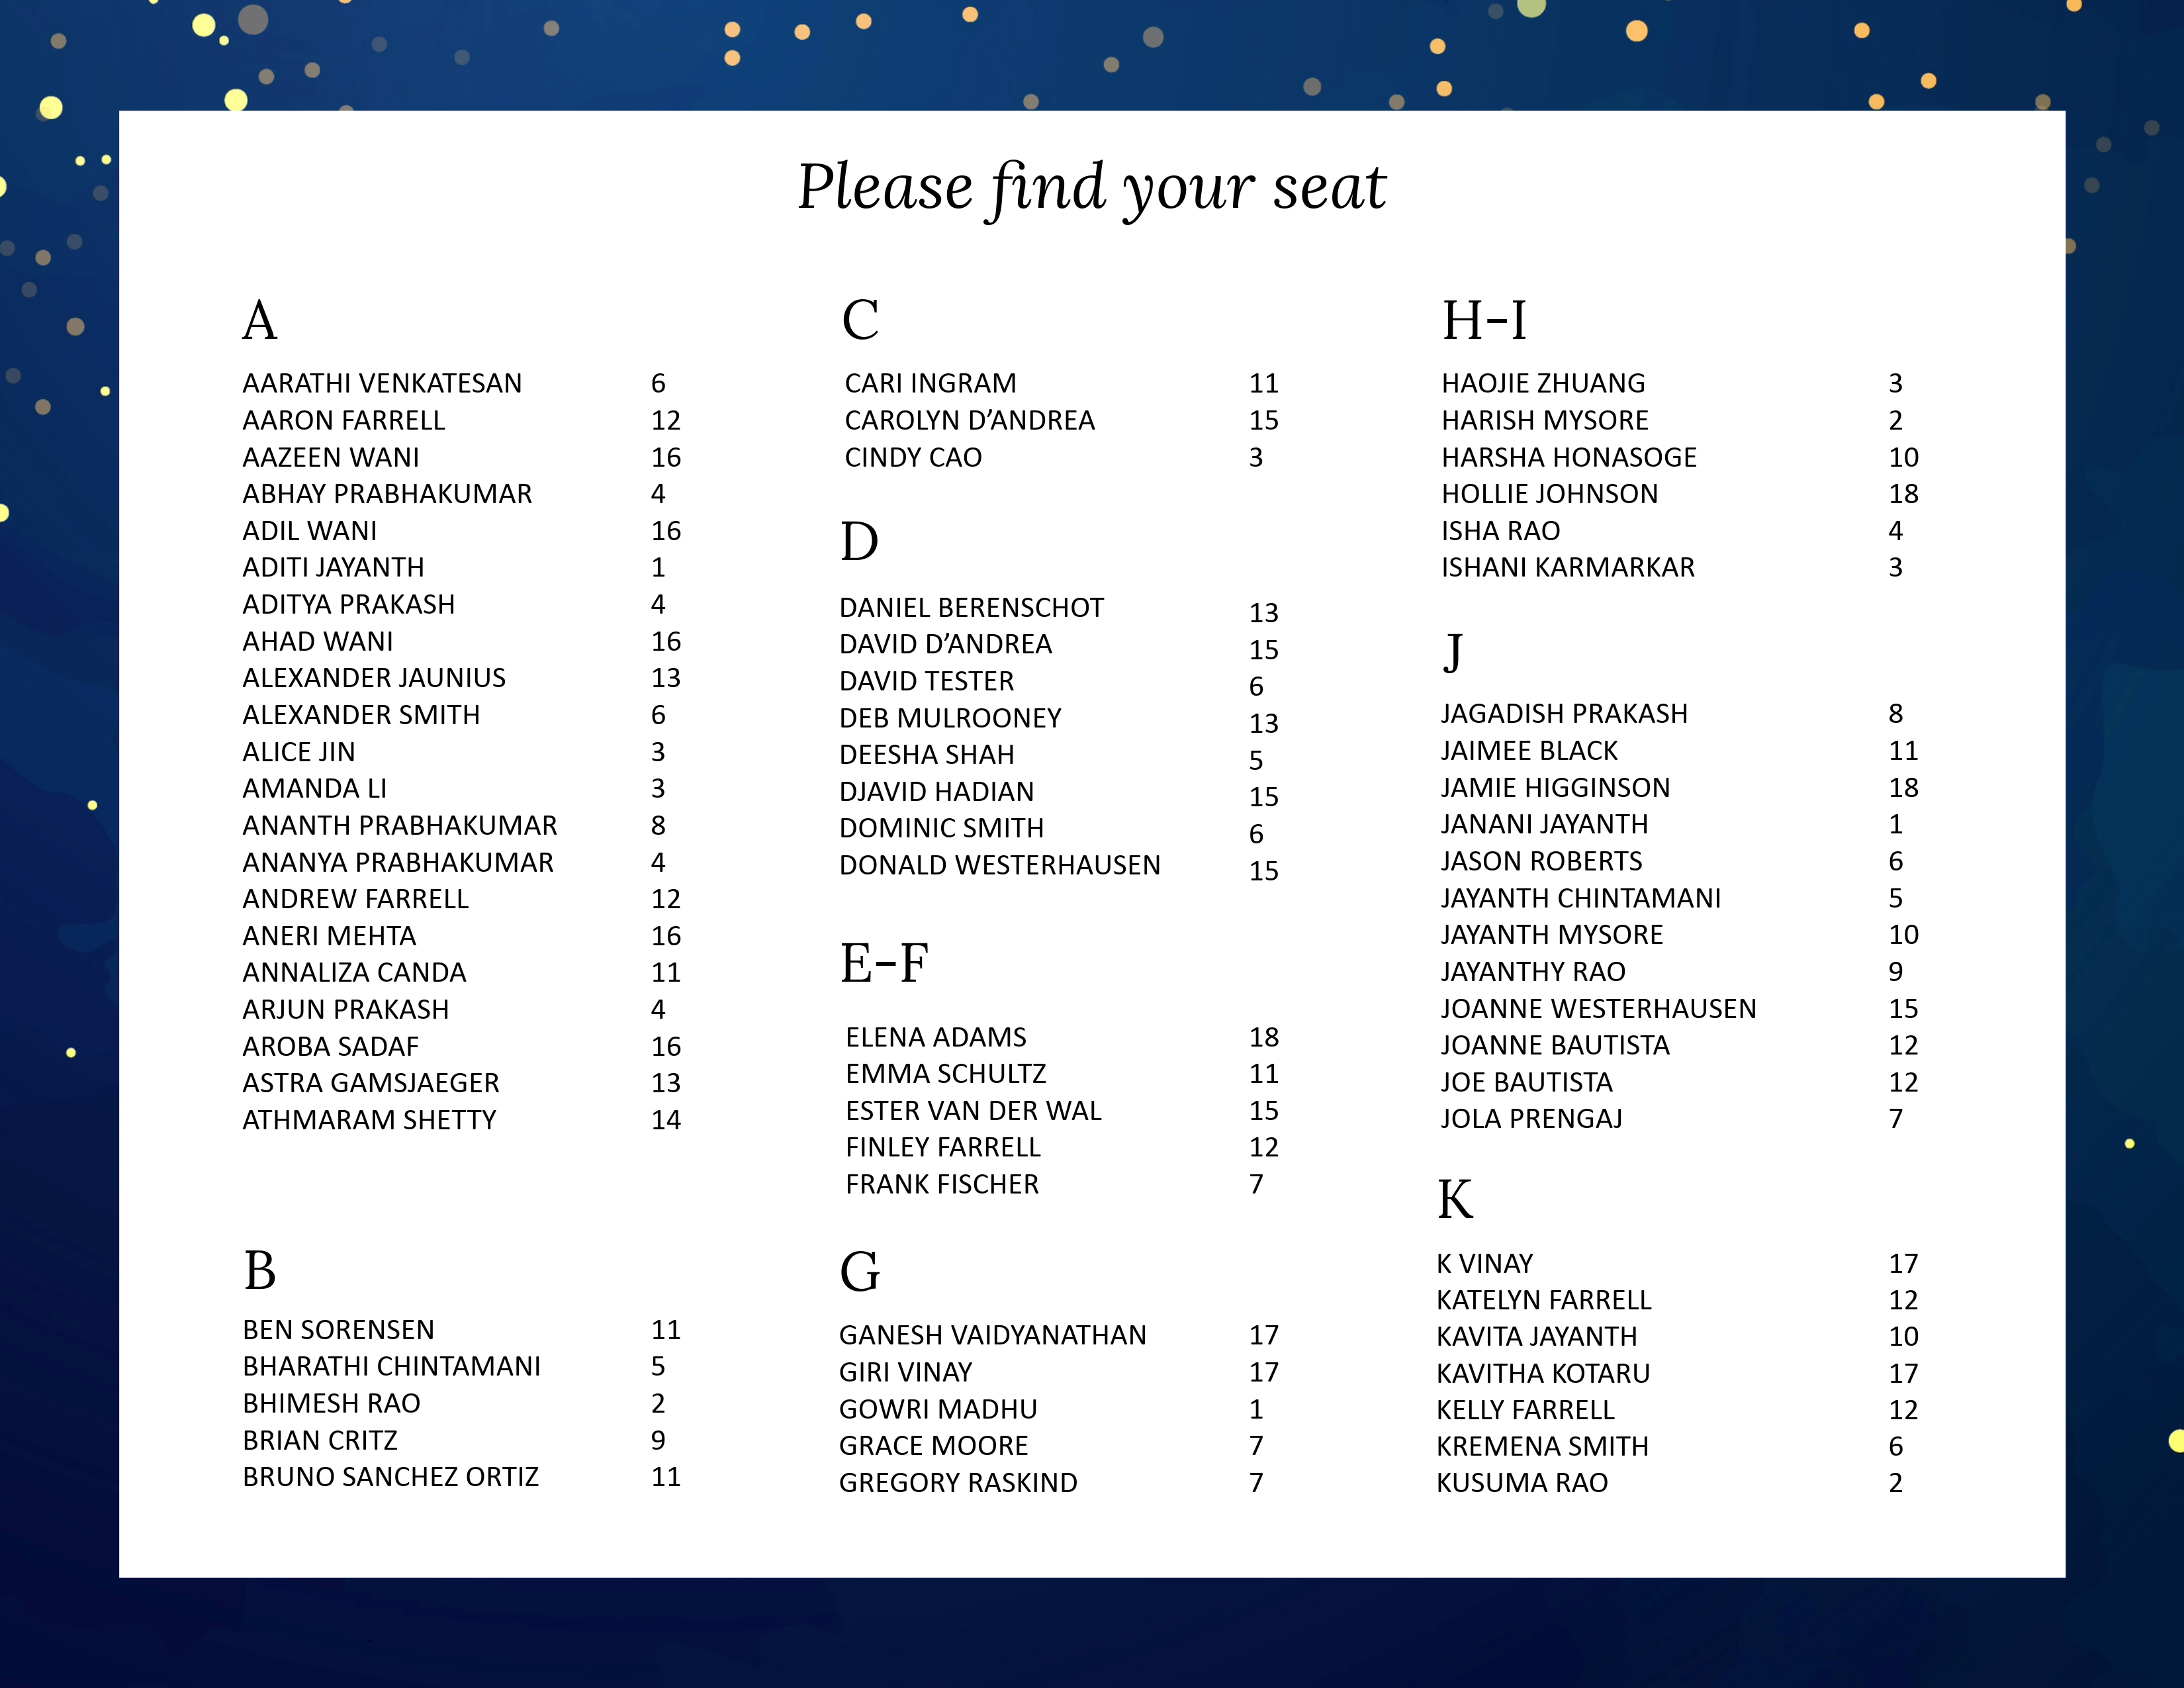 Please find your seat
A
AARATHI VENKATESAN 6
AARON FARRELL 12
AAZEEN WANI 16
ABHAY PRABHAKUMAR 4
ADIL WANI 16
ADITI JAYANTH 1
ADITYA PRAKASH 4
AHAD WANI 16
ALEXANDER JAUNIUS 13
ALEXANDER SMITH 6
ALICE JIN 3
AMANDA LI 3
ANANTH PRABHAKUMAR 8
ANANYA PRABHAKUMAR 4
ANDREW FARRELL 12
ANERI MEHTA 16
ANNALIZA CANDA 11
ARJUN PRAKASH 4
AROBA SADAF 16
ASTRA GAMSJAEGER 13
ATHMARAM SHETTY 14
B
BEN SORENSEN 11
BHARATHI CHINTAMANI 5
BHIMESH RAO 2
BRIAN CRITZ 9
BRUNO SANCHEZ ORTIZ 11
C
CARI INGRAM 11
CAROLYN D’ANDREA 15
CINDY CAO 3
D
DANIEL BERENSCHOT 13
DAVID D’ANDREA 15
DAVID TESTER 6
DEB MULROONEY 13
DEESHA SHAH 5
DJAVID HADIAN 15
DOMINIC SMITH 6
DONALD WESTERHAUSEN 15
E-F
ELENA ADAMS 18
EMMA SCHULTZ 11
ESTER VAN DER WAL 15
FINLEY FARRELL 12
FRANK FISCHER 7
G
GANESH VAIDYANATHAN 17
GIRI VINAY 17
GOWRI MADHU 1
GRACE MOORE 7
GREGORY RASKIND 7
H-I
HAOJIE ZHUANG 3
HARISH MYSORE 2
HARSHA HONASOGE 10
HOLLIE JOHNSON 18
ISHA RAO 4
ISHANI KARMARKAR 3
J
JAGADISH PRAKASH 8
JAIMEE BLACK 11
JAMIE HIGGINSON 18
JANANI JAYANTH 1
JASON ROBERTS 6
JAYANTH CHINTAMANI 5
JAYANTH MYSORE 10
JAYANTHY RAO 9
JOANNE WESTERHAUSEN 15
JOANNE BAUTISTA 12
JOE BAUTISTA 12
JOLA PRENGAJ 7
K
K VINAY 17
KATELYN FARRELL 12
KAVITA JAYANTH 10
KAVITHA KOTARU 17
KELLY FARRELL 12
KREMENA SMITH 6
KUSUMA RAO 2